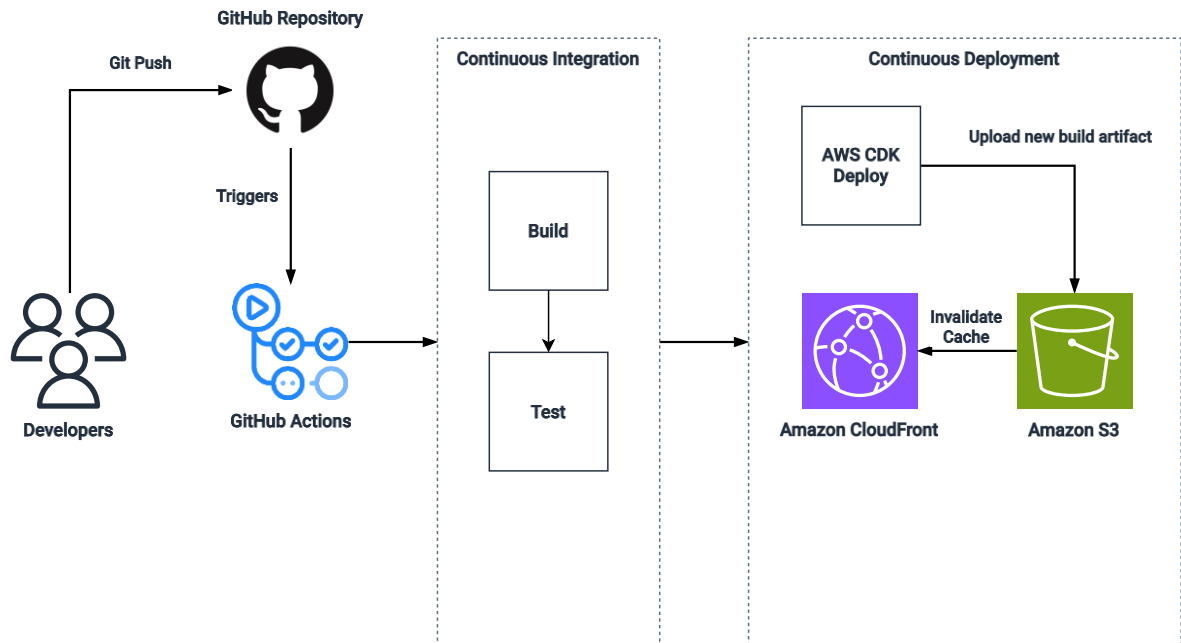 GitHub Repository
Git Push
Triggers
Developers
GitHub Actions
Continuous Integration
Build
Test
Continuous Deployment
AWS CDK
Deploy
Upload new build artifact
Invalidate
Cache
Amazon CloudFront
Amazon S3